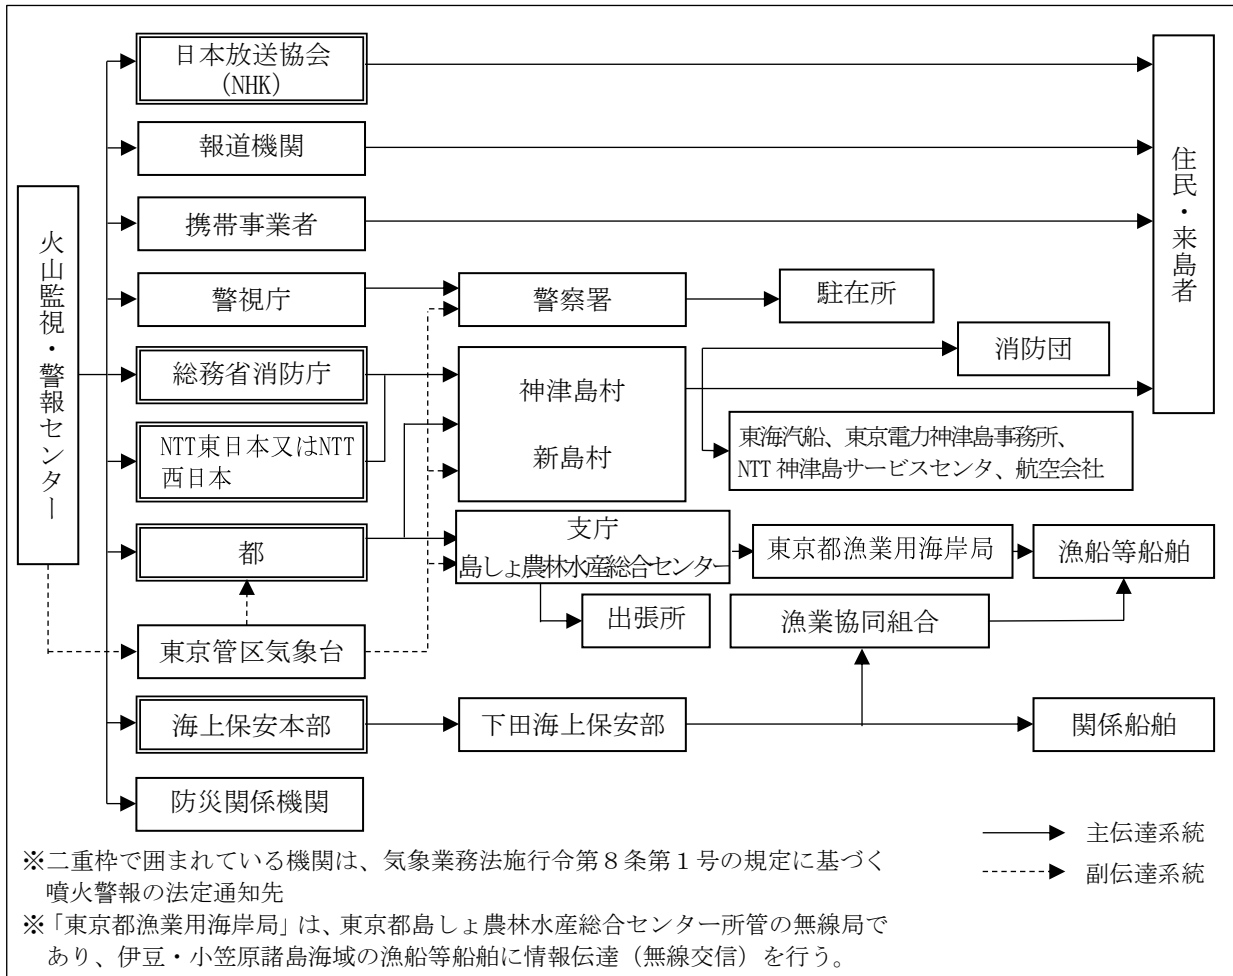 火山監視・警報センター
日本放送協会
(NHK)
報道機関
携帯事業者
警視庁
総務省消防庁
NTT東日本又はNTT
西日本
都
東京管区気象台
海上保安本部
防災関係機関
警察署
駐在所
神津島村
新島村
消防団
東海汽船、東京電力神津島事務所、
NTT 神津島サービスセンタ、航空会社
支庁
島しょ農林水産総合センター
出張所
東京都漁業用海岸局
漁船等船舶
漁業協同組合
下田海上保安部
関係船舶
住民・来島者
主伝達系統
副伝達系統
※二重枠で囲まれている機関は、気象業務法施行令第8条第1号の規定に基づく
噴火警報の法定通知先
※「東京都漁業用海岸局」は、東京都島しょ農林水産総合センター所管の無線局で
あり、伊豆・小笠原諸島海域の漁船等船舶に情報伝達（無線交信）を行う。